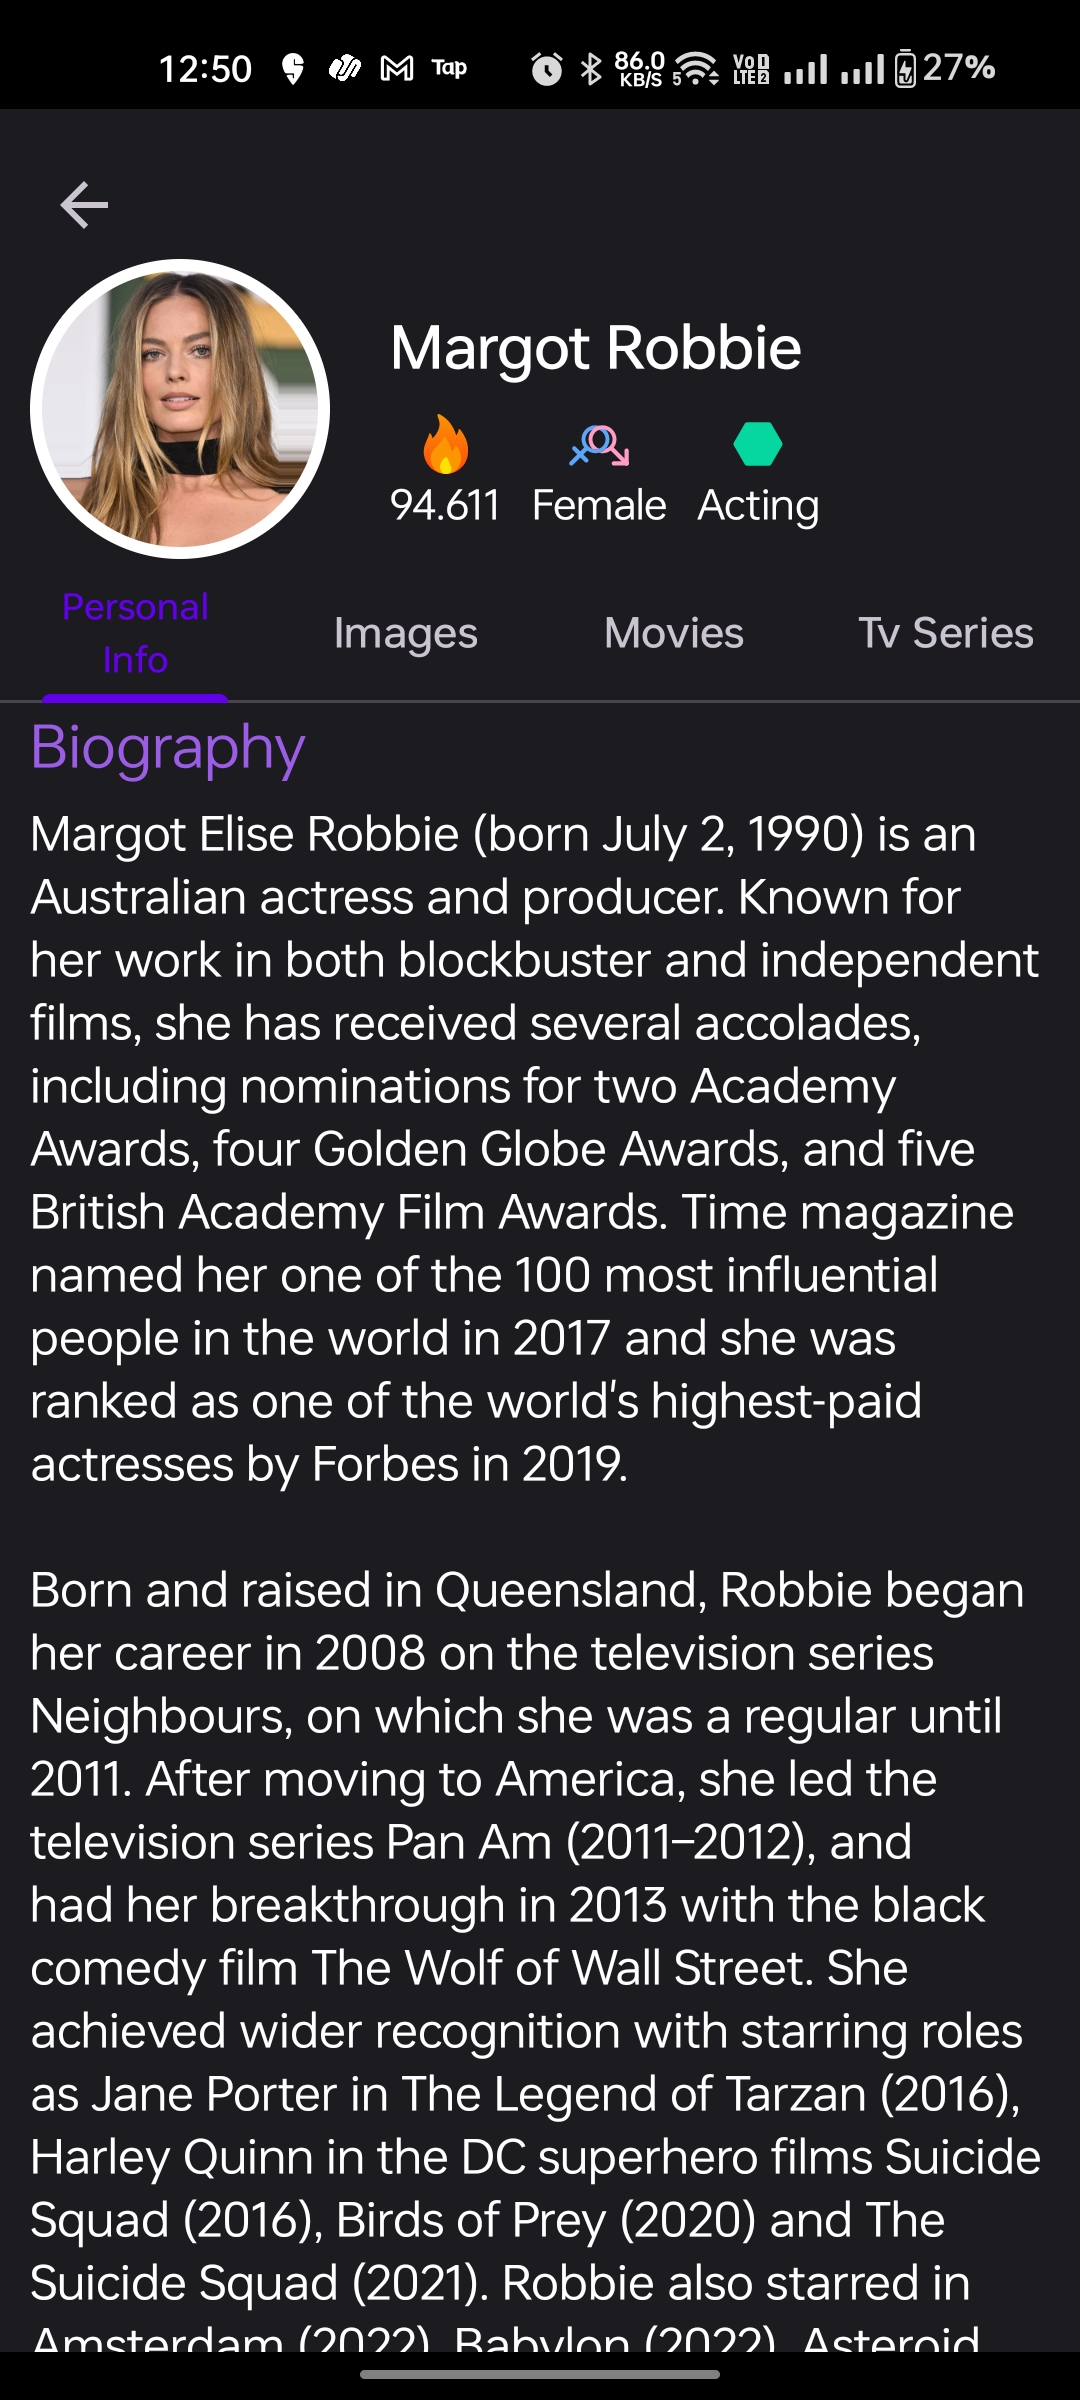 12:50 Tap 86.0 KB/S 5 Vo 1 LTE 2 27%
Margot Robbie
94.611 Female Acting
Personal Info Images Movies Tv Series
Biography
Margot Elise Robbie (born July 2, 1990) is an
Australian actress and producer. Known for
her work in both blockbuster and independent
films, she has received several accolades,
including nominations for two Academy
Awards, four Golden Globe Awards, and five
British Academy Film Awards. Time magazine
named her one of the 100 most influential
people in the world in 2017 and she was
ranked as one of the world's highest-paid
actresses by Forbes in 2019.
Born and raised in Queensland, Robbie began
her career in 2008 on the television series
Neighbours, on which she was a regular until
2011. After moving to America, she led the
television series Pan Am (2011–2012), and
had her breakthrough in 2013 with the black
comedy film The Wolf of Wall Street. She
achieved wider recognition with starring roles
as Jane Porter in The Legend of Tarzan (2016),
Harley Quinn in the DC superhero films Suicide
Squad (2016), Birds of Prey (2020) and The
Suicide Squad (2021). Robbie also starred in
Amsterdam (2022), Babylon (2022), Asteroid